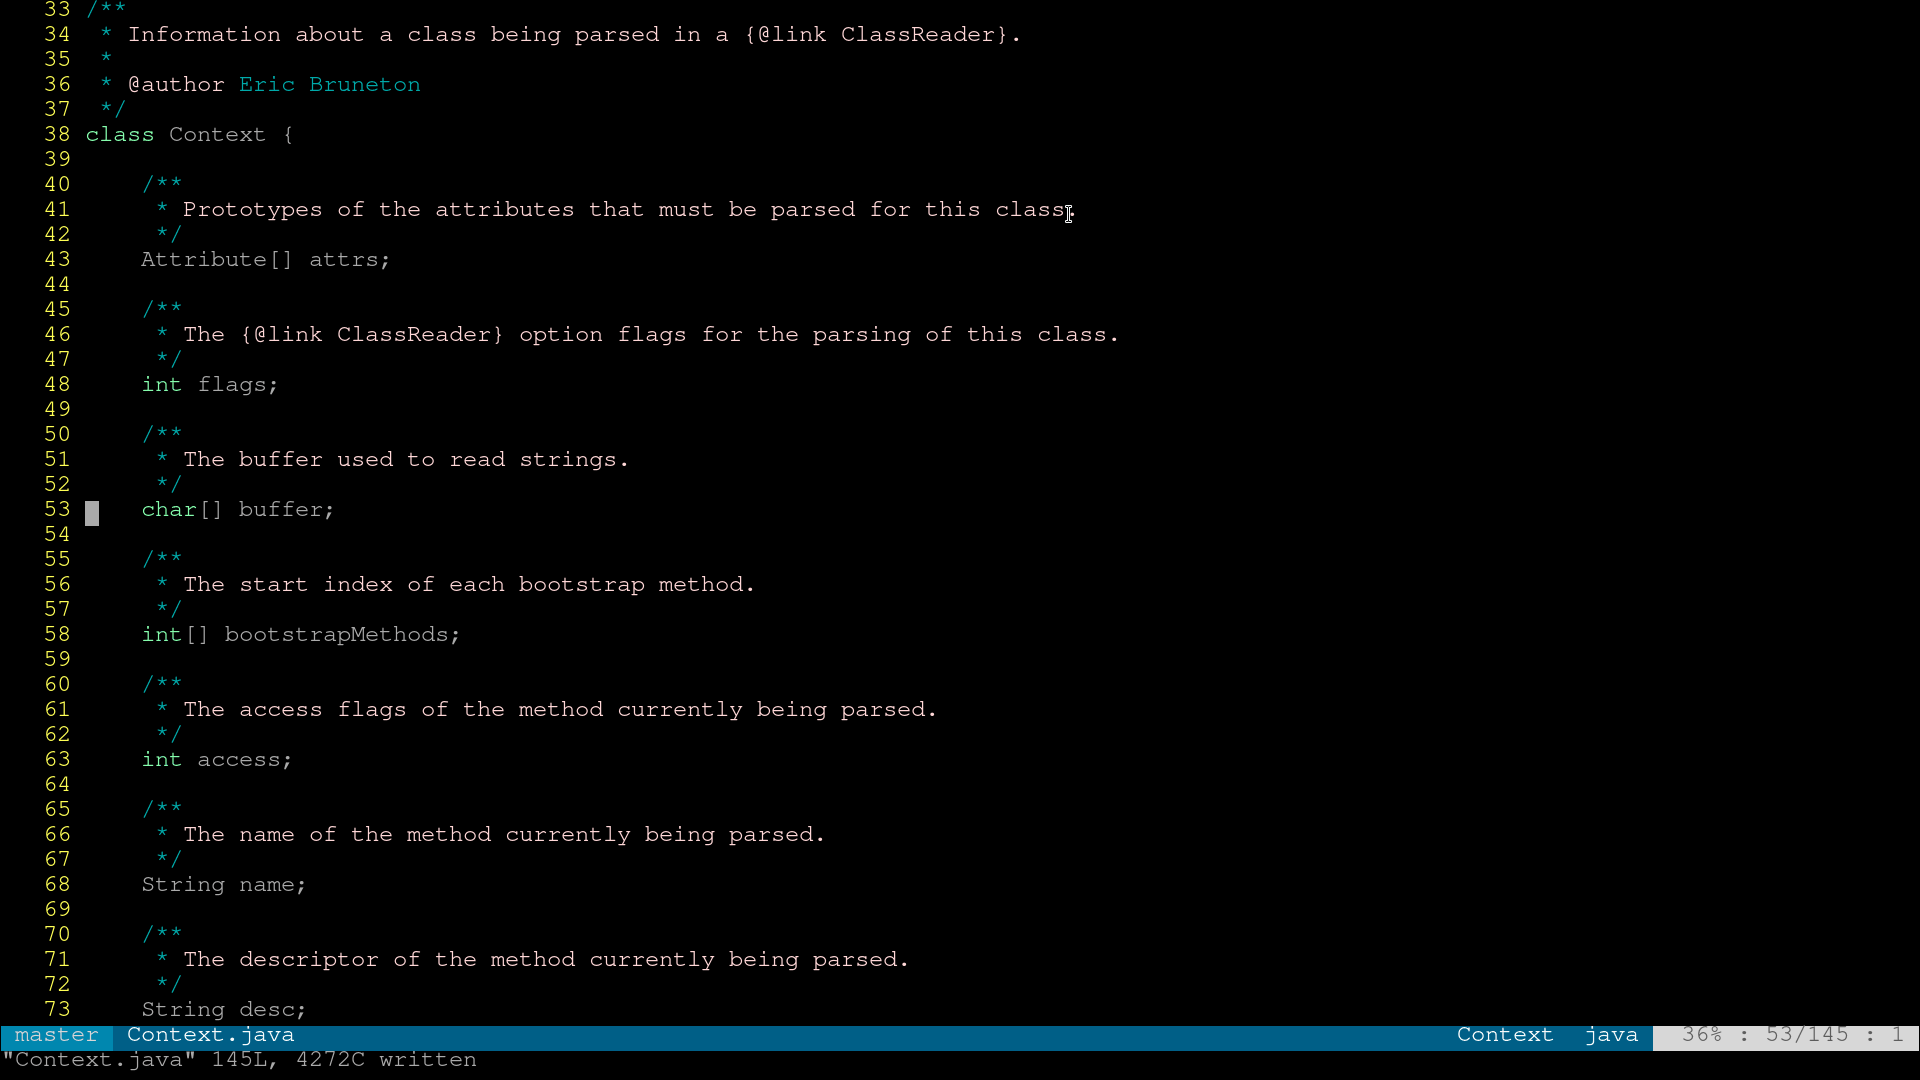 33 /**
34  * Information about a class being parsed in a {@link ClassReader}.
35  *
36  * @author Eric Bruneton
37  */
38 class Context {
39
40     /**
41      * Prototypes of the attributes that must be parsed for this class.
42      */
43     Attribute[] attrs;
44
45     /**
46      * The {@link ClassReader} option flags for the parsing of this class.
47      */
48     int flags;
49
50     /**
51      * The buffer used to read strings.
52      */
53     char[] buffer;
54
55     /**
56      * The start index of each bootstrap method.
57      */
58     int[] bootstrapMethods;
59
60     /**
61      * The access flags of the method currently being parsed.
62      */
63     int access;
64
65     /**
66      * The name of the method currently being parsed.
67      */
68     String name;
69
70     /**
71      * The descriptor of the method currently being parsed.
72      */
73     String desc;
master  Context.java  Context  java  36% : 53/145 : 1
"Context.java" 145L, 4272C written